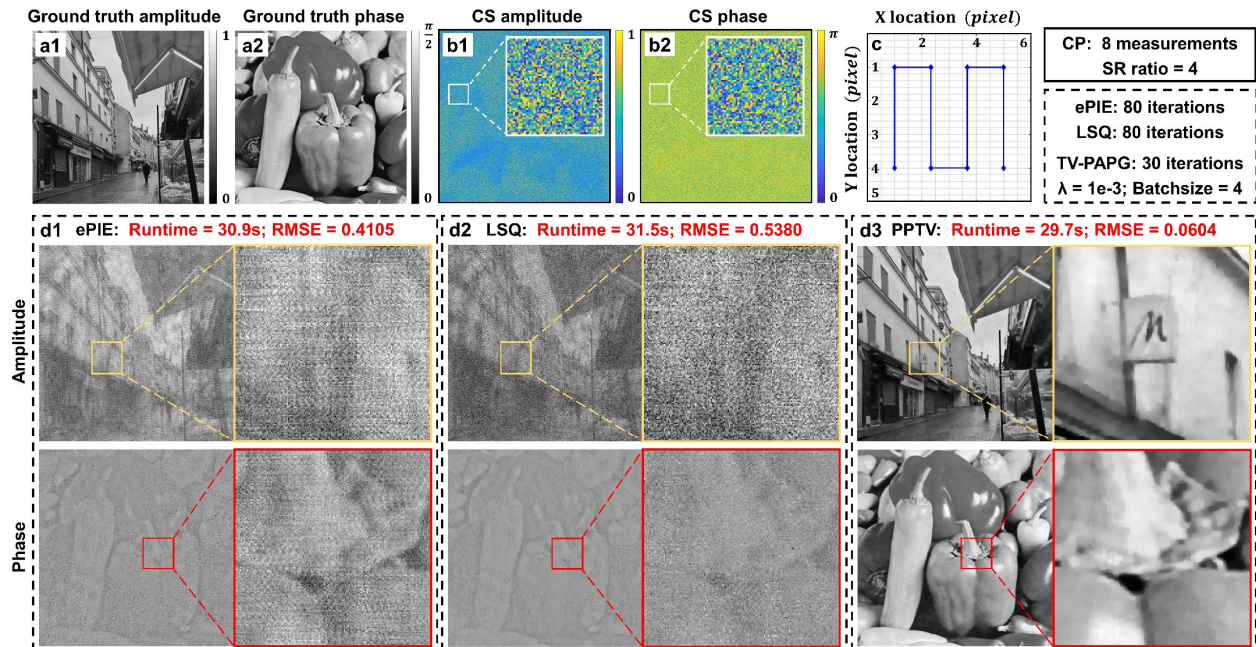 Ground truth amplitude
Ground truth phase
CS amplitude
CS phase
X location (pixel)
a1
1
0
a2
π/2
0
b1
1
0
b2
π
0
c
2 4 6
Y location (pixel)
1
2
3
4
5
CP: 8 measurements
SR ratio = 4
ePIE: 80 iterations
LSQ: 80 iterations
TV-PAPG: 30 iterations
λ = 1e-3; Batchsize = 4
d1 ePIE: Runtime = 30.9s; RMSE = 0.4105
d2 LSQ: Runtime = 31.5s; RMSE = 0.5380
d3 PPTV: Runtime = 29.7s; RMSE = 0.0604
Amplitude
Phase